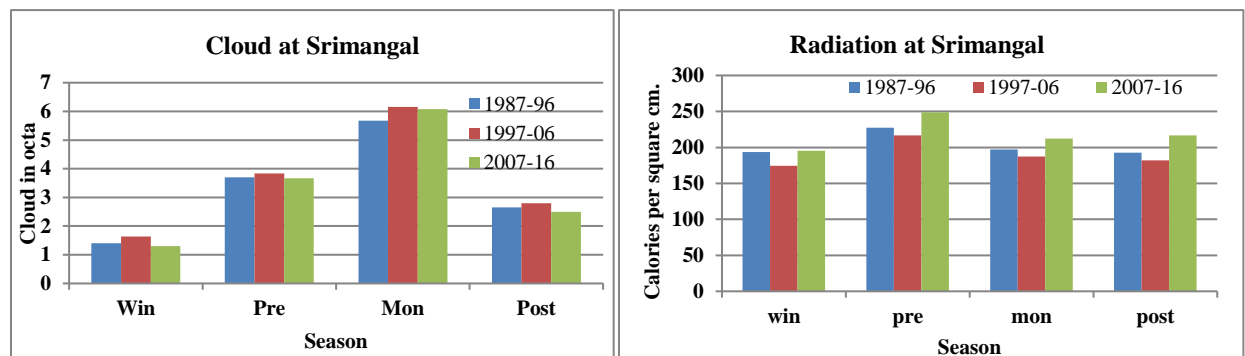 Cloud at Srimangal
Cloud in octa
7
6
5
4
3
2
1
0
1987-96
1997-06
2007-16
Win Pre Mon Post
Season
Radiation at Srimangal
Calories per square cm.
300
250
200
150
100
50
0
1987-96 1997-06 2007-16
win pre mon post
Season